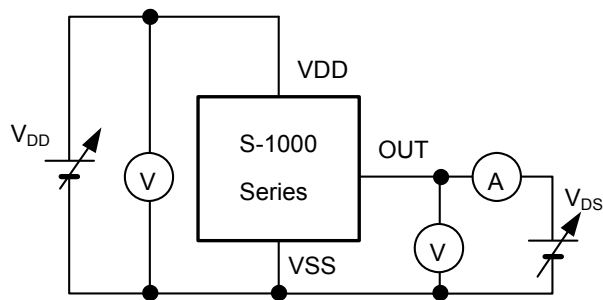 VDD
V_DD
S-1000
Series
OUT
V
A
V_DS
V
VSS